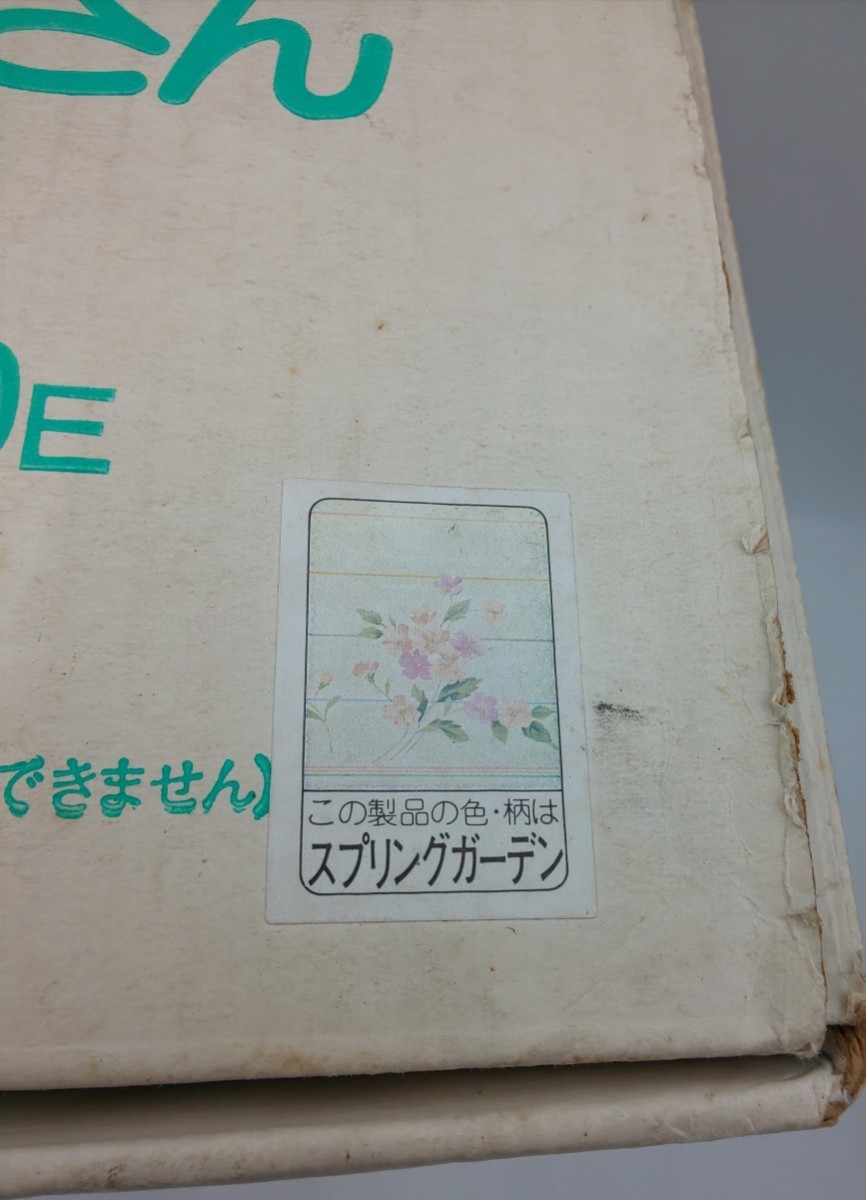 さん
E
できません)
この製品の色・柄は
スプリングガーデン